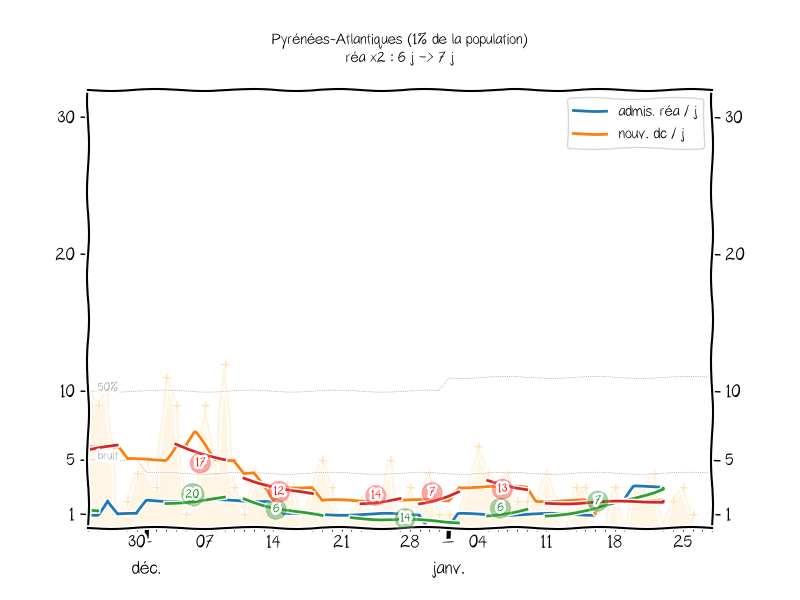 Pyrénées-Atlantiques (1% de la population)
réa x2 : 6 j -> 7 j
admis. réa / j
nouv. dc / j
30 30
20 20
10 10
5 5
1 1
50%
bruit
17
20
12
6
14
14
7
13
6
7
30 07 14 21 28 04 11 18 25
déc. janv.